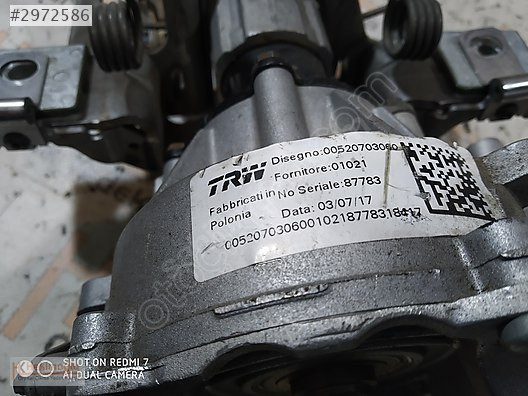 #2972586
TRW
Disegno:00520703060
Fornitore:01021
Fabbricati in
No Seriale:87783
Polonia
Data: 03/07/17
SHOT ON REDMI 7
AI DUAL CAMERA